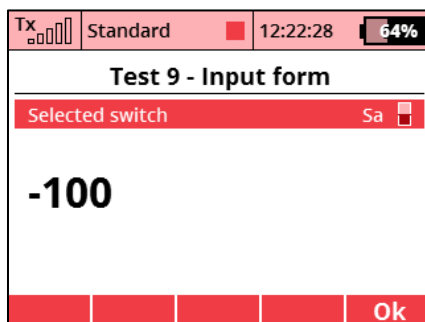 Tx Standard 12:22:28 64%
Test 9 - Input form
Selected switch Sa
-100
Ok